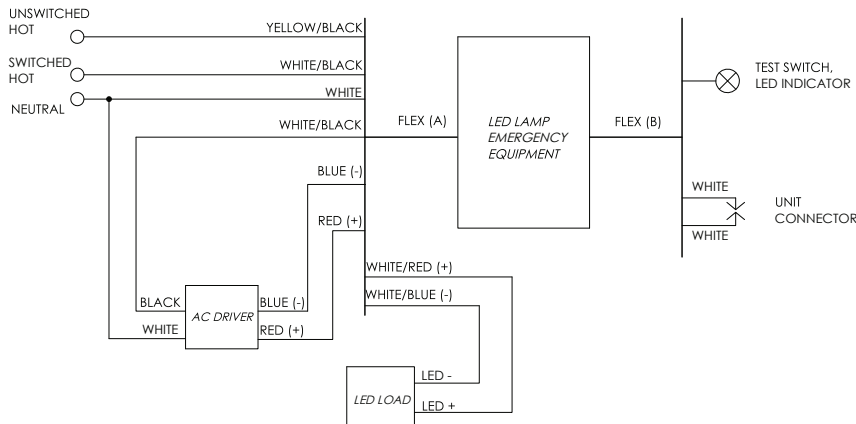 UNSWITCHED
HOT
YELLOW/BLACK
SWITCHED
HOT
WHITE/BLACK
NEUTRAL
WHITE
WHITE/BLACK
FLEX (A)
LED LAMP
EMERGENCY
EQUIPMENT
FLEX (B)
TEST SWITCH,
LED INDICATOR
BLUE (-)
RED (+)
WHITE
UNIT
CONNECTOR
WHITE
WHITE/RED (+)
WHITE/BLUE (-)
BLACK
WHITE
AC DRIVER
BLUE (-)
RED (+)
LED -
LED +
LED LOAD